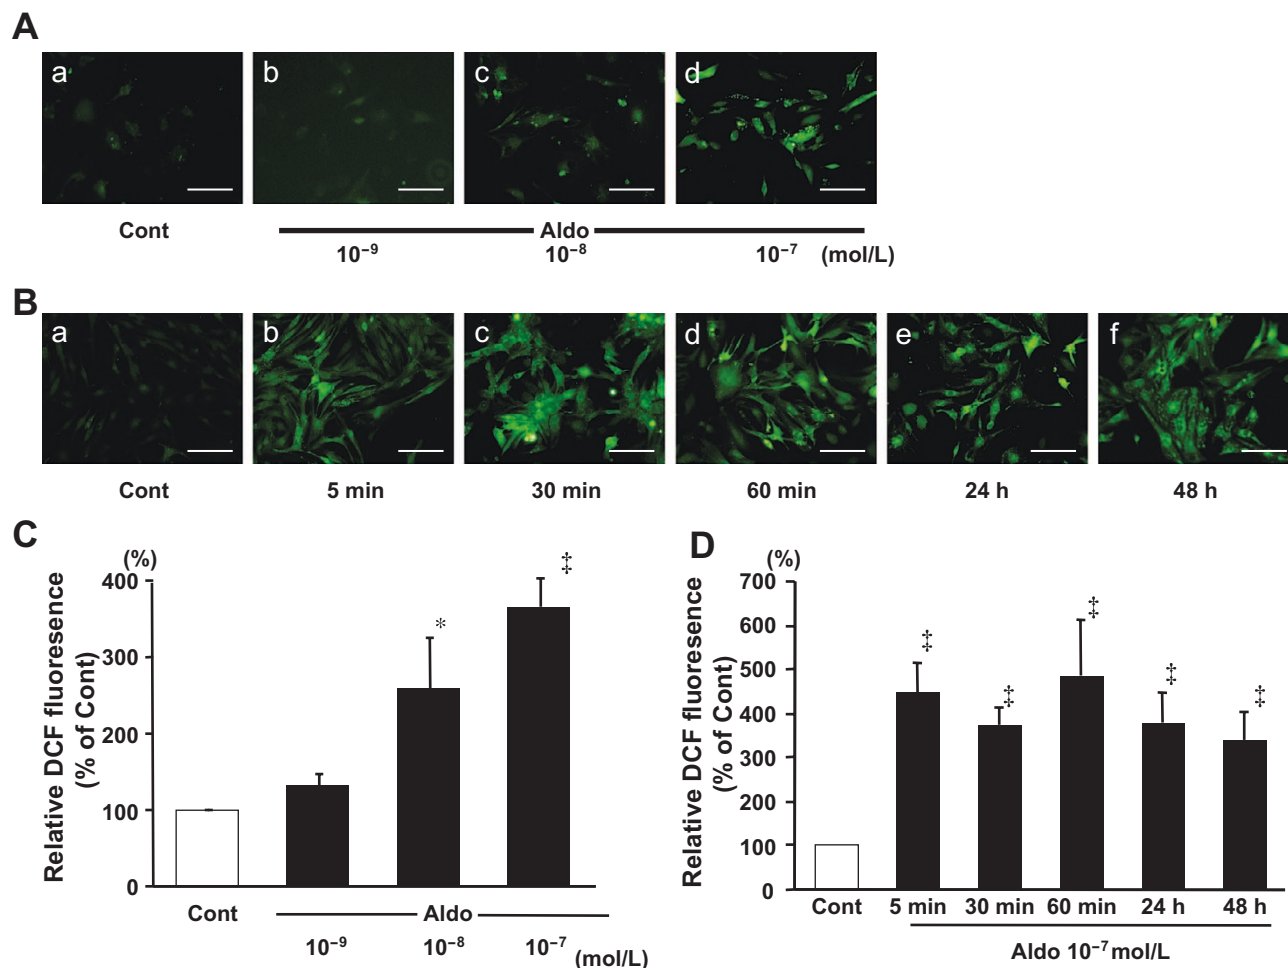 A
a b c d
Cont Aldo
10⁻⁹ 10⁻⁸ 10⁻⁷ (mol/L)
B
a b c d e f
Cont 5 min 30 min 60 min 24 h 48 h
C
(%)
Relative DCF fluoresence
(% of Cont)
400
300
200
100
0
*
‡
Cont Aldo
10⁻⁹ 10⁻⁸ 10⁻⁷ (mol/L)
D
(%)
Relative DCF fluoresence
(% of Cont)
700
600
500
400
300
200
100
0
‡ ‡ ‡ ‡ ‡
Cont 5 min 30 min 60 min 24 h 48 h
Aldo 10⁻⁷ mol/L